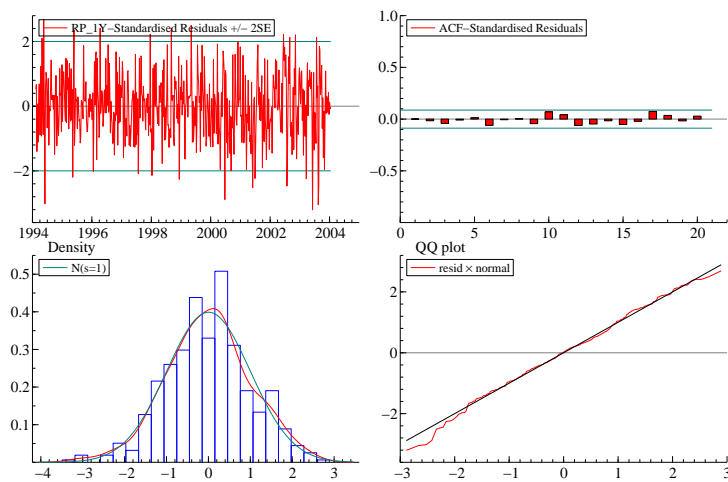 RP_1Y−Standardised Residuals +/− 2SE
2
0
−2
1994 1996 1998 2000 2002 2004
ACF−Standardised Residuals
1.0
0.5
0.0
−0.5
0 5 10 15 20
Density
N(s=1)
0.5
0.4
0.3
0.2
0.1
−4 −3 −2 −1 0 1 2 3
QQ plot
resid × normal
2
0
−2
−3 −2 −1 0 1 2 3